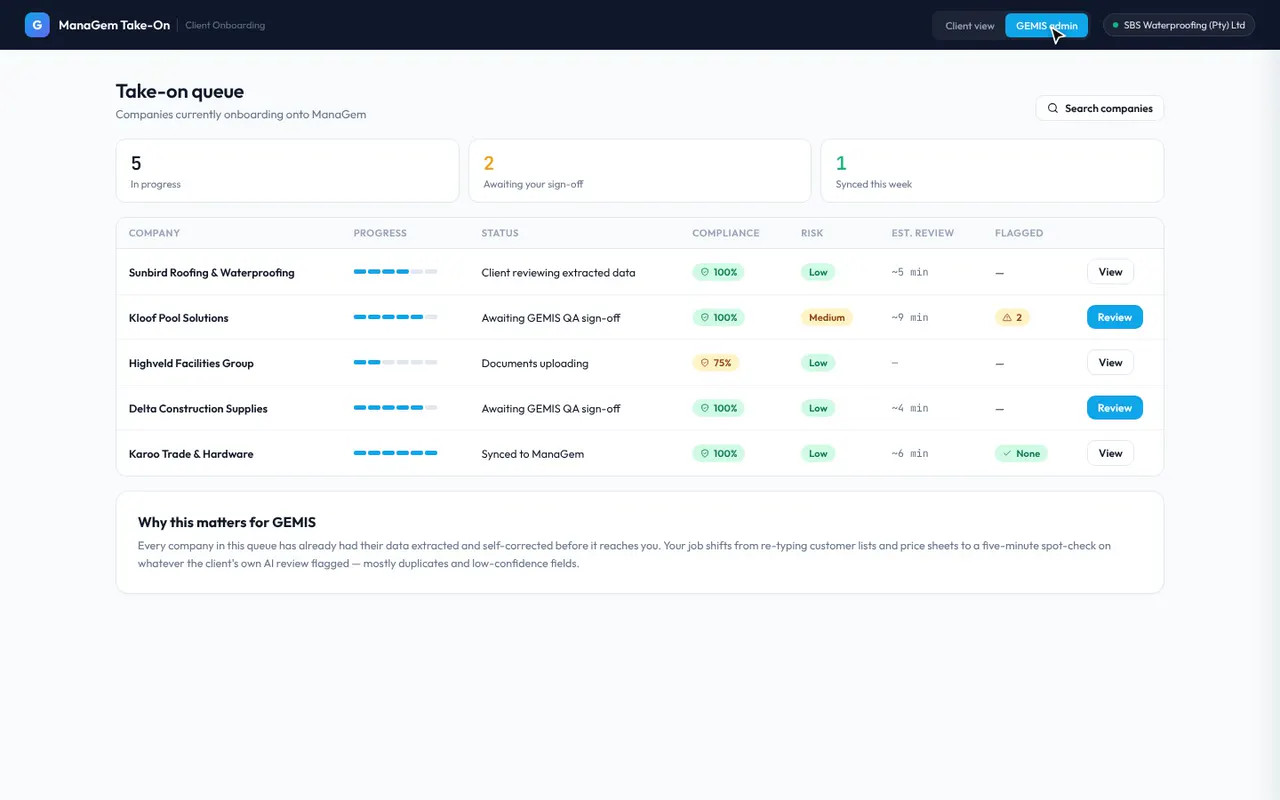 G ManaGem Take-On Client Onboarding Client view GEMIS admin SBS Waterproofing (Pty) Ltd
Take-on queue
Companies currently onboarding onto ManaGem
Search companies
5
In progress
2
Awaiting your sign-off
1
Synced this week
COMPANY PROGRESS STATUS COMPLIANCE RISK EST. REVIEW FLAGGED
Sunbird Roofing & Waterproofing Client reviewing extracted data 100% Low ~5 min — View
Kloof Pool Solutions Awaiting GEMIS QA sign-off 100% Medium ~9 min 2 Review
Highveld Facilities Group Documents uploading 75% Low — — View
Delta Construction Supplies Awaiting GEMIS QA sign-off 100% Low ~4 min — Review
Karoo Trade & Hardware Synced to ManaGem 100% Low ~6 min None View
Why this matters for GEMIS
Every company in this queue has already had their data extracted and self-corrected before it reaches you. Your job shifts from re-typing customer lists and price sheets to a five-minute spot-check on
whatever the client's own AI review flagged — mostly duplicates and low-confidence fields.